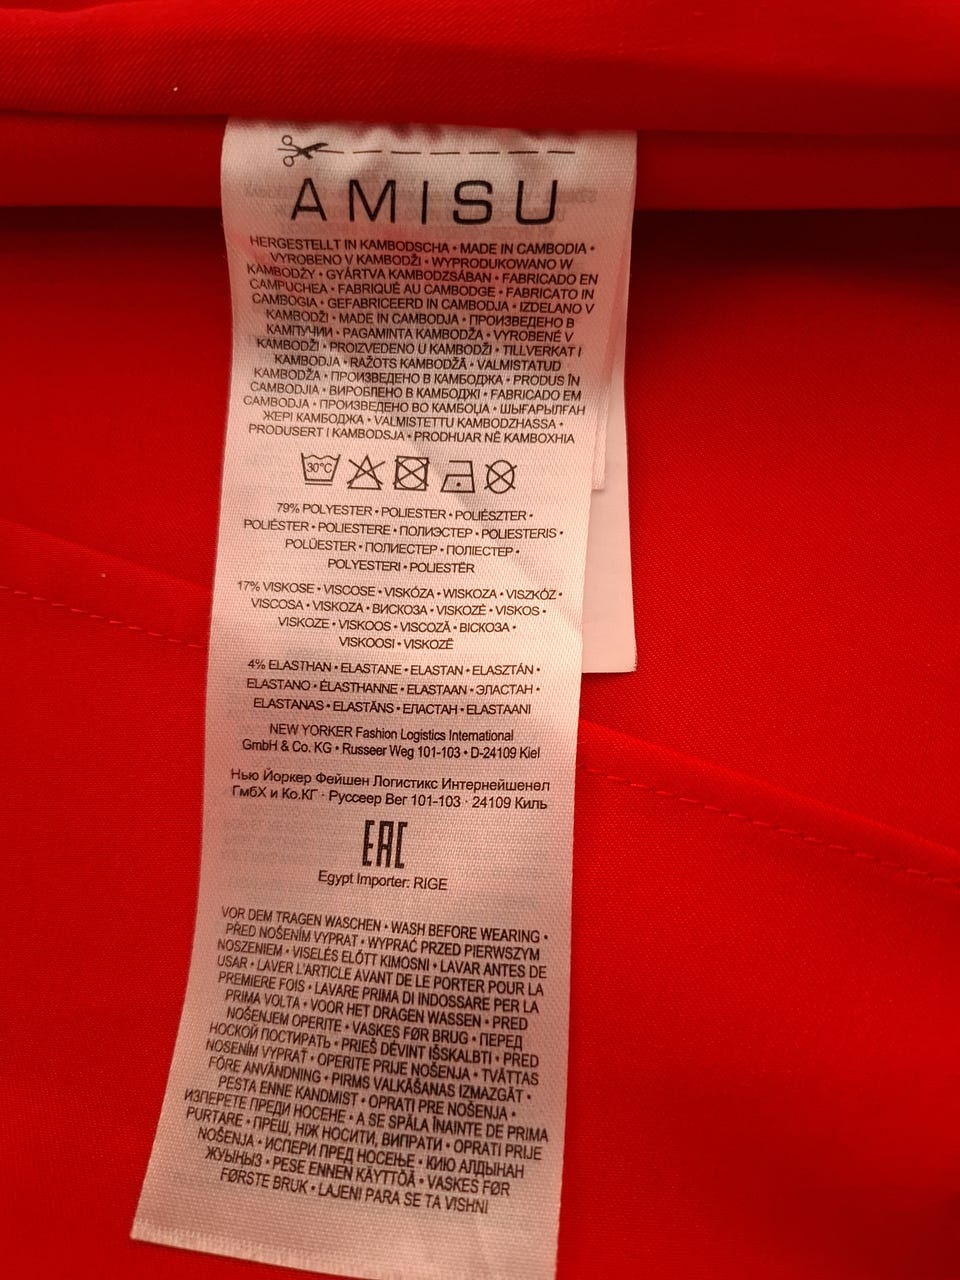 AMISU
HERGESTELLT IN KAMBODSCHA • MADE IN CAMBODIA •
VYROBENO V KAMBODŽI • WYPRODUKOWANO W
KAMBODŻY • GYÁRTVA KAMBODZSÁBAN • FABRICADO EN
CAMPUCHEA • FABRIQUÉ AU CAMBODGE • FABRICATO IN
CAMBOGIA • GEFABRICEERD IN CAMBODJA • IZDELANO V
KAMBODŽI • MADE IN CAMBODJA • ПРОИЗВЕДЕНО В
КАМПУЧИИ • PAGAMINTA KAMBODŽA • VYROBENÉ V
KAMBODŽI • PROIZVEDENO U KAMBODŽI • TILLVERKAT I
KAMBODJA • RAŽOTS KAMBODŽĀ • VALMISTATUD
KAMBODŽA • ПРОИЗВЕДЕНО В КАМБОДЖА • PRODUS ÎN
CAMBODJIA • ВИРОБЛЕНО В КАМБОДЖІ • FABRICADO EM
CAMBODJA • ПРОИЗВЕДЕНО ВО КАМБОЏА • ШЫҒАРЫЛҒАН
ЖЕРІ КАМБОДЖА • VALMISTETTU KAMBODZHASSA •
PRODUSERT I KAMBODSJA • PRODHUAR NË KAMBOXHIA
30°C
79% POLYESTER • POLIESTER • POLIÉSZTER •
POLIÉSTER • POLIESTERE • ПОЛИЭСТЕР • POLIESTERIS •
POLÜESTER • ПОЛИЕСТЕР • ПОЛІЕСТЕР •
POLYESTERI • POLIESTËR
17% VISKOSE • VISCOSE • VISKÓZA • WISKOZA • VISZKÓZ •
VISCOSA • VISKOZA • ВИСКОЗА • VISKOZĖ • VISKOS •
VISKOZE • VISKOOS • VISCOZĂ • ВІСКОЗА •
VISKOOSI • VISKOZË
4% ELASTHAN • ELASTANE • ELASTAN • ELASZTÁN •
ELASTANO • ÉLASTHANNE • ELASTAAN • ЭЛАСТАН •
ELASTANAS • ELASTĀNS • ЕЛАСТАН • ELASTAANI
NEW YORKER Fashion Logistics International
GmbH & Co. KG • Russeer Weg 101-103 • D-24109 Kiel
Нью Йоркер Фейшен Логистикс Интернейшенел
ГмбХ и Ко.КГ · Руссеер Вег 101-103 · 24109 Киль
EAC
Egypt Importer: RIGE
VOR DEM TRAGEN WASCHEN • WASH BEFORE WEARING •
PŘED NOŠENÍM VYPRAT • WYPRAĆ PRZED PIERWSZYM
NOSZENIEM • VISELÉS ELŐTT KIMOSNI • LAVAR ANTES DE
USAR • LAVER L'ARTICLE AVANT DE LE PORTER POUR LA
PREMIERE FOIS • LAVARE PRIMA DI INDOSSARE PER LA
PRIMA VOLTA • VOOR HET DRAGEN WASSEN • PRED
NOŠENJEM OPERITE • VASKES FØR BRUG • ПЕРЕД
НОСКОЙ ПОСТИРАТЬ • PRIEŠ DĖVINT IŠSKALBTI • PRED
NOSENÍM VYPRAŤ • OPERITE PRIJE NOŠENJA • TVÄTTAS
FÖRE ANVÄNDNING • PIRMS VALKĀŠANAS IZMAZGĀT •
PESTA ENNE KANDMIST • OPRATI PRE NOŠENJA •
ИЗПЕРЕТЕ ПРЕДИ НОСЕНЕ • A SE SPĂLA ÎNAINTE DE PRIMA
PURTARE • ПРЕШ, НІЖ НОСИТИ, ВИПРАТИ • OPRATI PRIJE
NOŠENJA • ИСПЕРИ ПРЕД НОСЕЊЕ • КИЮ АЛДЫНАН
ЖУЫҢЫЗ • PESE ENNEN KÄYTTÖÄ • VASKES FØR
FØRSTE BRUK • LAJENI PARA SE TA VISHNI